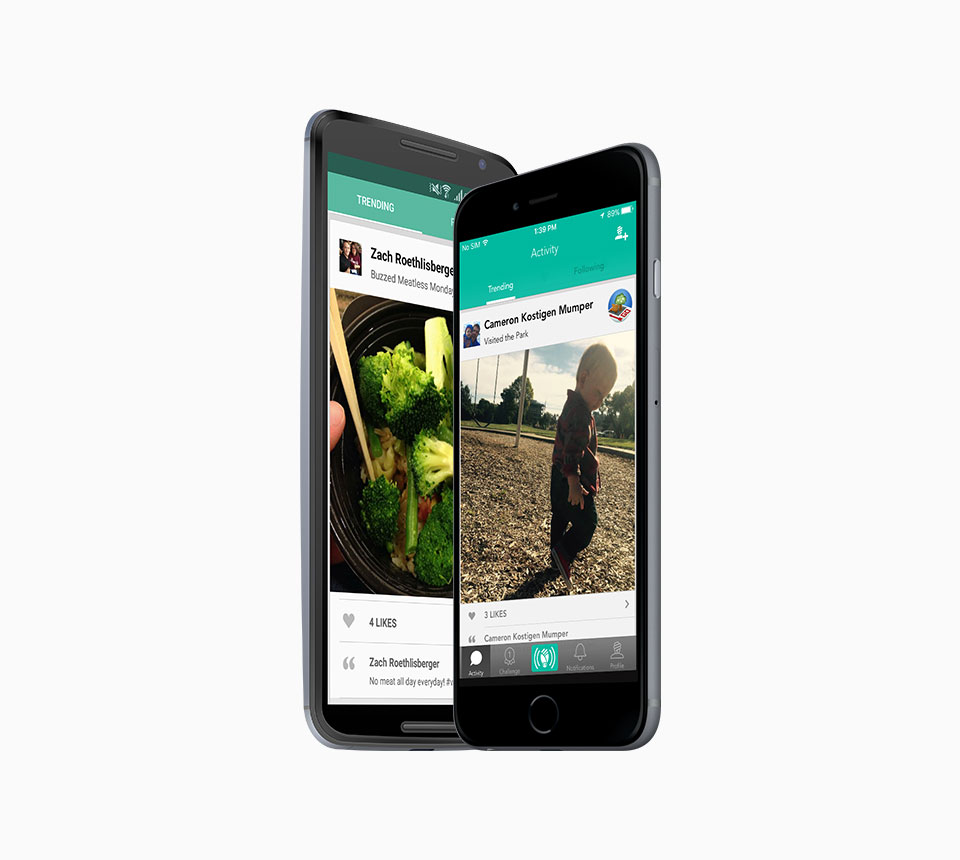 TRENDING
Zach Roethlisberge
Buzzed Meatless Monday
4 LIKES
Zach Roethlisberger
No meat all day everyday! #v
No SIM
1:39 PM
89%
Activity
Trending
Following
Cameron Kostigen Mumper
Visited the Park
3 LIKES
Cameron Kostigen Mumper
Activity
1
Challenge
Notifications
Profile